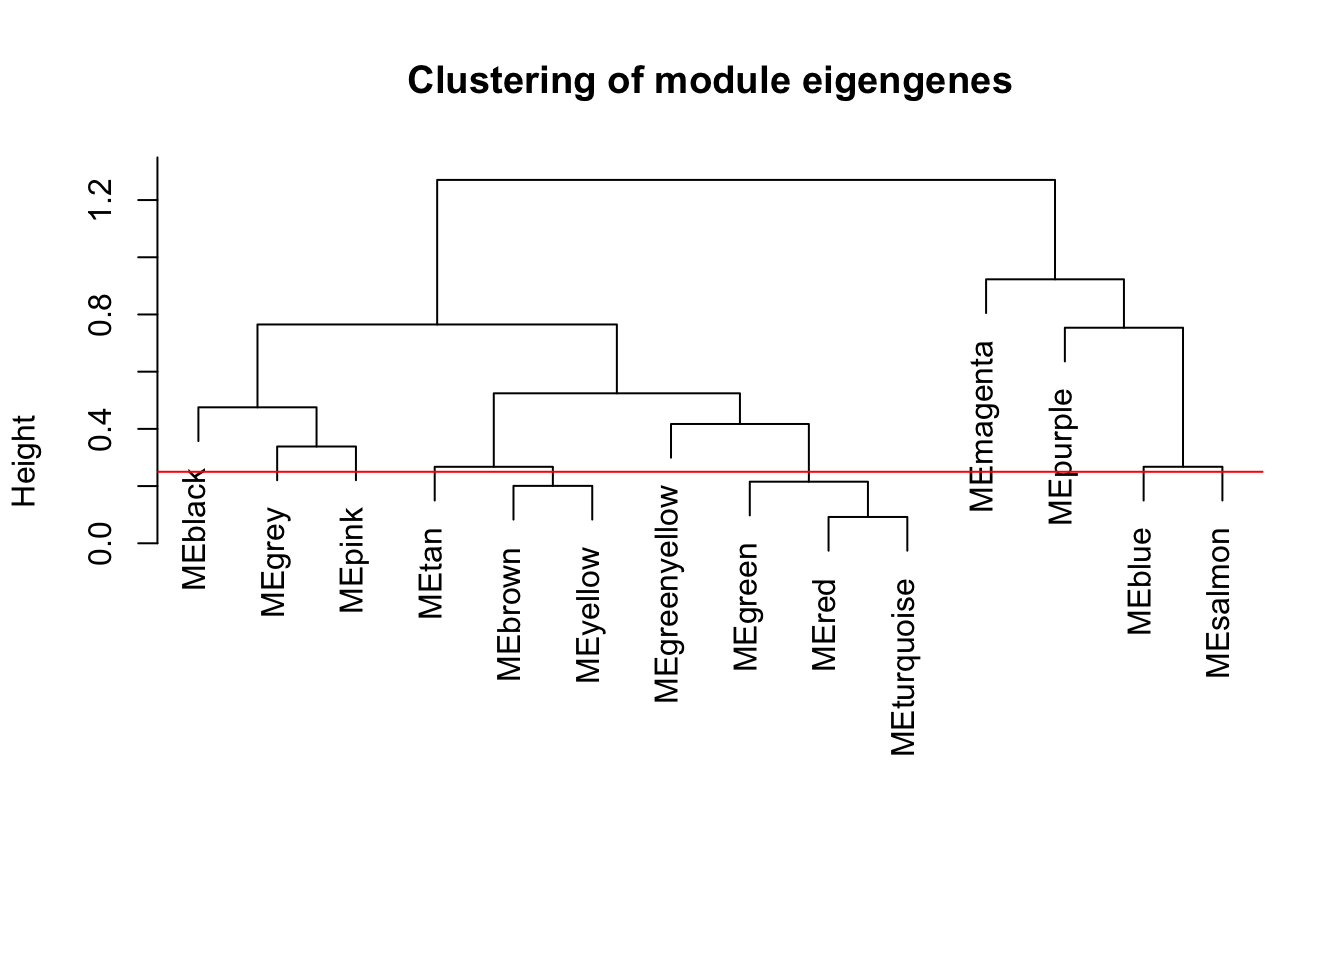 Clustering of module eigengenes
Height
0.0
0.4
0.8
1.2
MEblack
MEgrey
MEpink
MEtan
MEbrown
MEyellow
MEgreenyellow
MEgreen
MEred
MEturquoise
MEmagenta
MEpurple
MEblue
MEsalmon